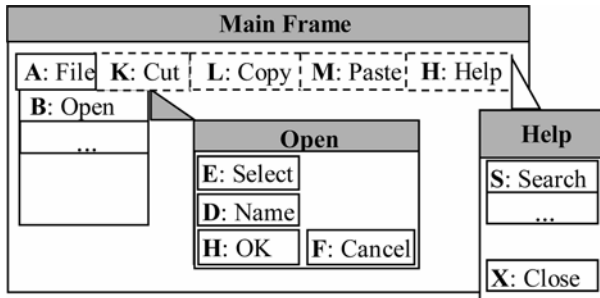 Main Frame
A: File K: Cut L: Copy M: Paste H: Help
B: Open
...
Open
E: Select
D: Name
H: OK F: Cancel
Help
S: Search
...
X: Close